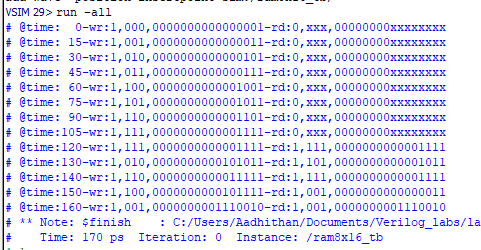 VSIM 29> run -all
# @time:  0-wr:1,000,0000000000000001-rd:0,xxx,00000000xxxxxxxx
# @time: 15-wr:1,001,0000000000000011-rd:0,xxx,00000000xxxxxxxx
# @time: 30-wr:1,010,0000000000000101-rd:0,xxx,00000000xxxxxxxx
# @time: 45-wr:1,011,0000000000000111-rd:0,xxx,00000000xxxxxxxx
# @time: 60-wr:1,100,0000000000001001-rd:0,xxx,00000000xxxxxxxx
# @time: 75-wr:1,101,0000000000001011-rd:0,xxx,00000000xxxxxxxx
# @time: 90-wr:1,110,0000000000001101-rd:0,xxx,00000000xxxxxxxx
# @time:105-wr:1,111,0000000000001111-rd:0,xxx,00000000xxxxxxxx
# @time:120-wr:1,111,0000000000001111-rd:1,111,0000000000001111
# @time:130-wr:1,010,0000000000101011-rd:1,101,0000000000001011
# @time:140-wr:1,110,0000000000011111-rd:1,111,0000000000001111
# @time:150-wr:1,100,0000000000101111-rd:1,001,0000000000000011
# @time:160-wr:1,001,0000000001110010-rd:1,001,0000000001110010
# ** Note: $finish    : C:/Users/Aadhithan/Documents/Verilog_labs/la
#    Time: 170 ps  Iteration: 0  Instance: /ram8x16_tb